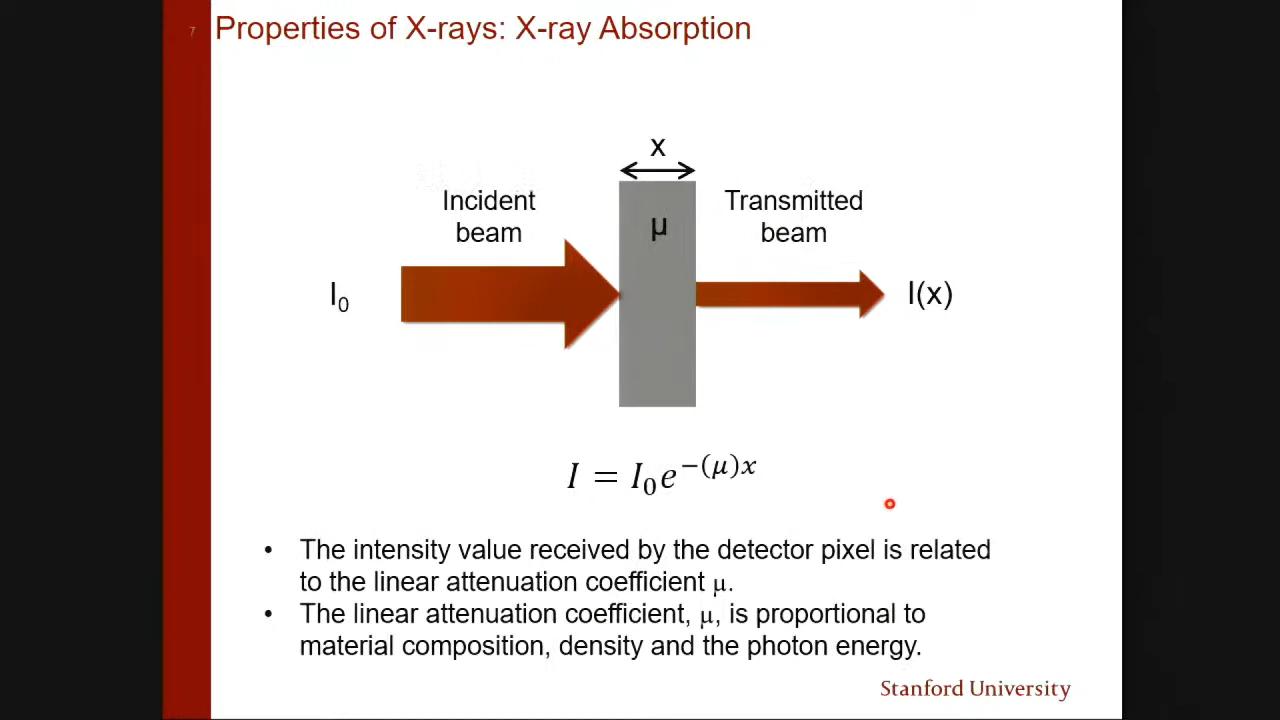 7
Properties of X-rays: X-ray Absorption
x
Incident
beam
μ
Transmitted
beam
I₀
I(x)
I = I₀e^−(μ)x
• The intensity value received by the detector pixel is related
to the linear attenuation coefficient μ.
• The linear attenuation coefficient, μ, is proportional to
material composition, density and the photon energy.
Stanford University